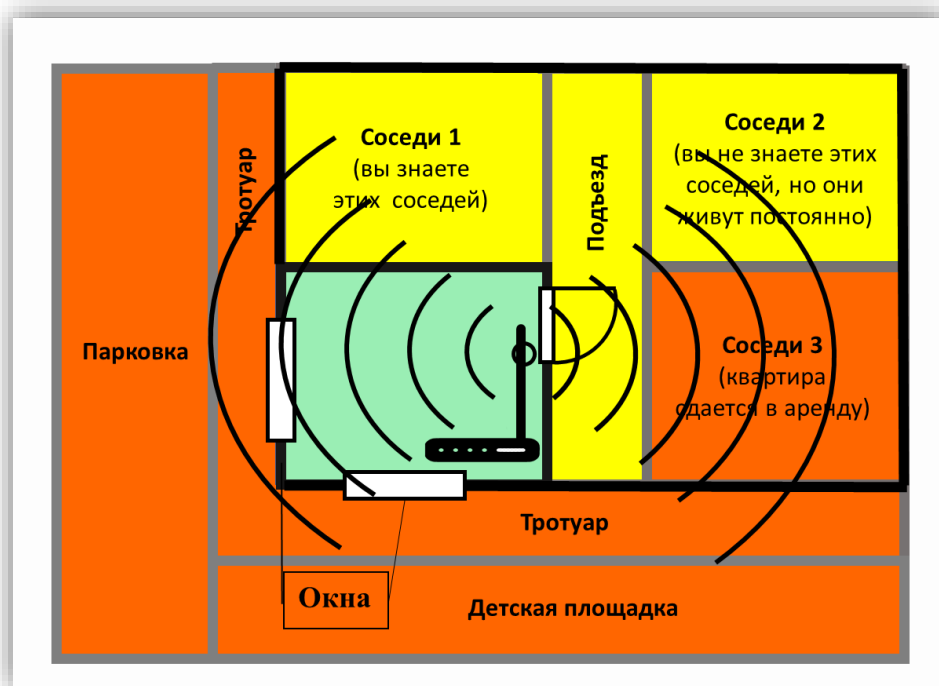 Соседи 1
(вы знаете
этих соседей)
Соседи 2
(вы не знаете этих
соседей, но они
живут постоянно)
Тротуар
Подъезд
Парковка
Соседи 3
(квартира
сдается в аренду)
Тротуар
Окна
Детская площадка